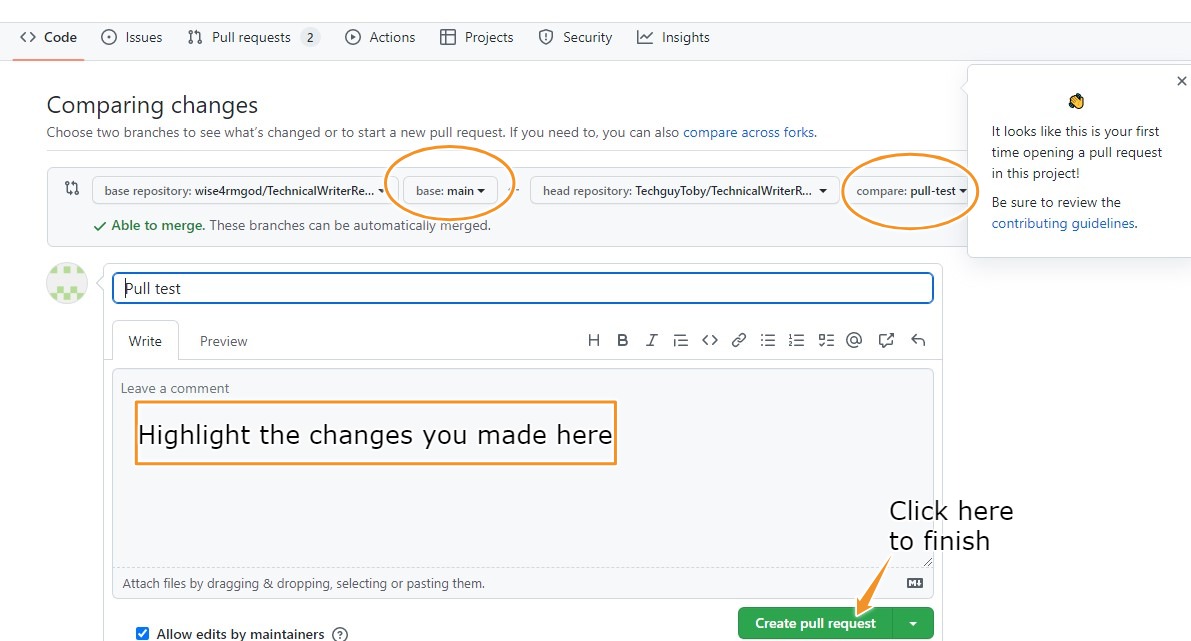 Code Issues Pull requests 2 Actions Projects Security Insights
Comparing changes
Choose two branches to see what's changed or to start a new pull request. If you need to, you can also compare across forks.
base repository: wise4rmgod/TechnicalWriterRe... base: main head repository: TechguyToby/TechnicalWriterR... compare: pull-test
Able to merge. These branches can be automatically merged.
It looks like this is your first
time opening a pull request
in this project!
Be sure to review the
contributing guidelines.
Pull test
Write Preview
Leave a comment
Highlight the changes you made here
Click here
to finish
Attach files by dragging & dropping, selecting or pasting them.
Create pull request
Allow edits by maintainers